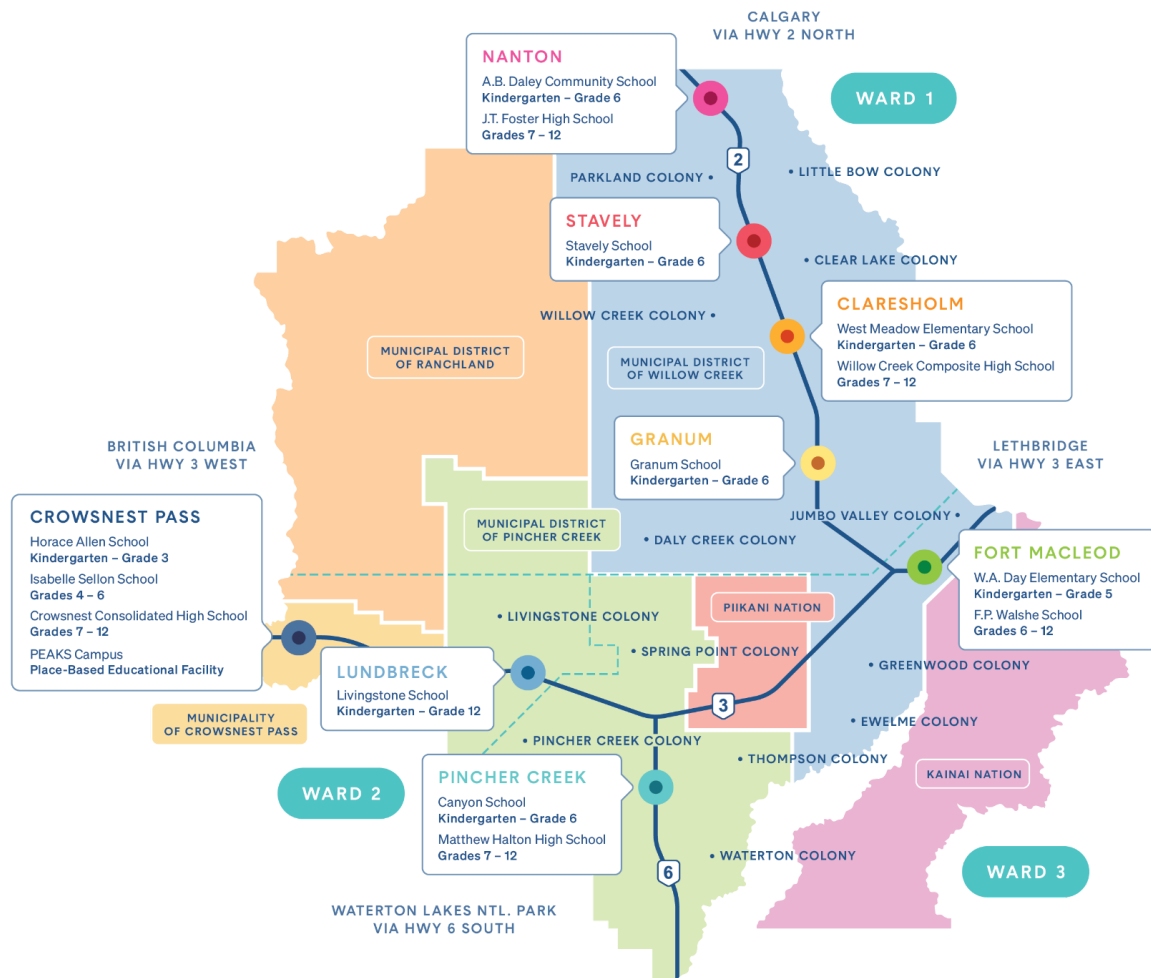 CALGARY
VIA HWY 2 NORTH
NANTON
A.B. Daley Community School
Kindergarten – Grade 6
J.T. Foster High School
Grades 7 – 12
WARD 1
2
PARKLAND COLONY
LITTLE BOW COLONY
STAVELY
Stavely School
Kindergarten – Grade 6
CLEAR LAKE COLONY
WILLOW CREEK COLONY
CLARESHOLM
West Meadow Elementary School
Kindergarten – Grade 6
Willow Creek Composite High School
Grades 7 – 12
MUNICIPAL DISTRICT
OF RANCHLAND
MUNICIPAL DISTRICT
OF WILLOW CREEK
GRANUM
Granum School
Kindergarten – Grade 6
BRITISH COLUMBIA
VIA HWY 3 WEST
LETHBRIDGE
VIA HWY 3 EAST
CROWSNEST PASS
Horace Allen School
Kindergarten – Grade 3
Isabelle Sellon School
Grades 4 – 6
Crowsnest Consolidated High School
Grades 7 – 12
PEAKS Campus
Place-Based Educational Facility
MUNICIPAL DISTRICT
OF PINCHER CREEK
JUMBO VALLEY COLONY
DALY CREEK COLONY
FORT MACLEOD
W.A. Day Elementary School
Kindergarten – Grade 5
F.P. Walshe School
Grades 6 – 12
PIIKANI NATION
LIVINGSTONE COLONY
SPRING POINT COLONY
GREENWOOD COLONY
LUNDBRECK
Livingstone School
Kindergarten – Grade 12
3
MUNICIPALITY
OF CROWSNEST PASS
EWELME COLONY
PINCHER CREEK COLONY
THOMPSON COLONY
KAINAI NATION
WARD 2
PINCHER CREEK
Canyon School
Kindergarten – Grade 6
Matthew Halton High School
Grades 7 – 12
WATERTON COLONY
6
WARD 3
WATERTON LAKES NTL. PARK
VIA HWY 6 SOUTH